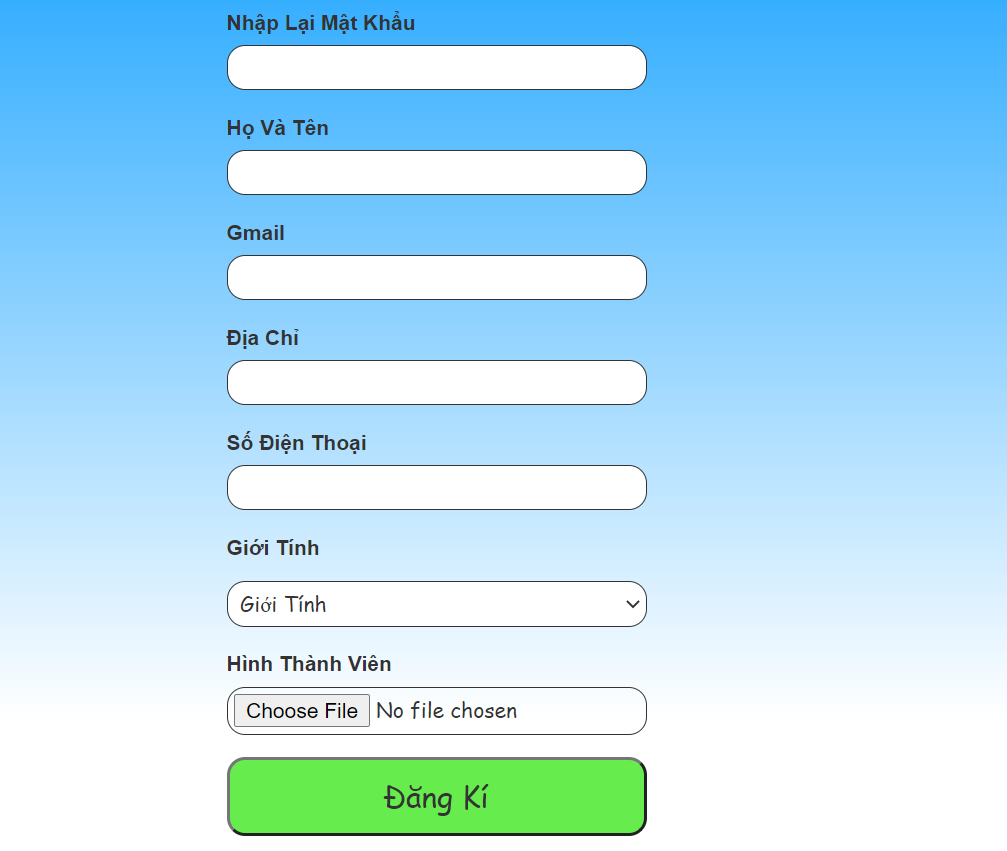 Nhập Lại Mật Khẩu
Họ Và Tên
Gmail
Địa Chỉ
Số Điện Thoại
Giới Tính
Giới Tính
Hình Thành Viên
Choose File No file chosen
Đăng Kí